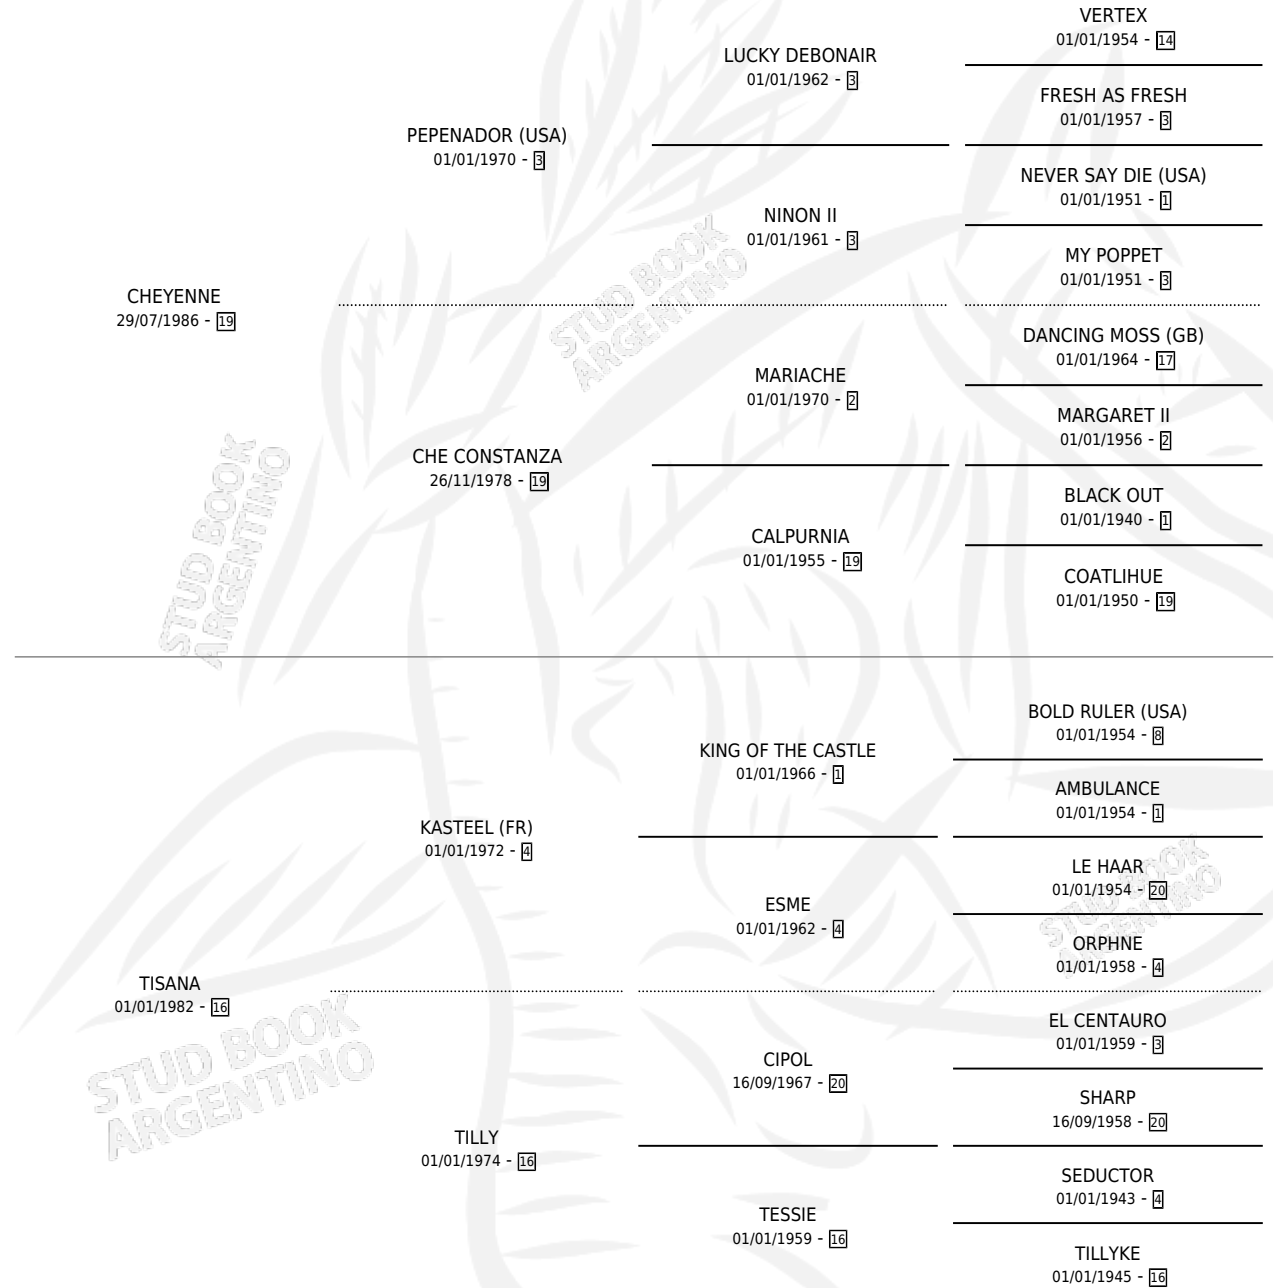 VERTEX
01/01/1954 - 14
LUCKY DEBONAIR
01/01/1962 - 3
FRESH AS FRESH
01/01/1957 - 3
PEPENADOR (USA)
01/01/1970 - 3
NEVER SAY DIE (USA)
01/01/1951 - 1
NINON II
01/01/1961 - 3
MY POPPET
01/01/1951 - 3
CHEYENNE
29/07/1986 - 19
DANCING MOSS (GB)
01/01/1964 - 17
MARIACHE
01/01/1970 - 2
MARGARET II
01/01/1956 - 2
CHE CONSTANZA
26/11/1978 - 19
BLACK OUT
01/01/1940 - 1
CALPURNIA
01/01/1955 - 19
COATLIHUE
01/01/1950 - 19
STUD BOOK
ARGENTINO
STUD BOOK
ARGENTINO
BOLD RULER (USA)
01/01/1954 - 8
KING OF THE CASTLE
01/01/1966 - 1
AMBULANCE
01/01/1954 - 1
KASTEEL (FR)
01/01/1972 - 4
LE HAAR
01/01/1954 - 20
ESME
01/01/1962 - 4
ORPHNE
01/01/1958 - 4
TISANA
01/01/1982 - 16
EL CENTAURO
01/01/1959 - 3
CIPOL
16/09/1967 - 20
SHARP
16/09/1958 - 20
TILLY
01/01/1974 - 16
SEDUCTOR
01/01/1943 - 4
TESSIE
01/01/1959 - 16
TILLYKE
01/01/1945 - 16
STUD BOOK
ARGENTINO
STUD BOOK
ARGENTINO